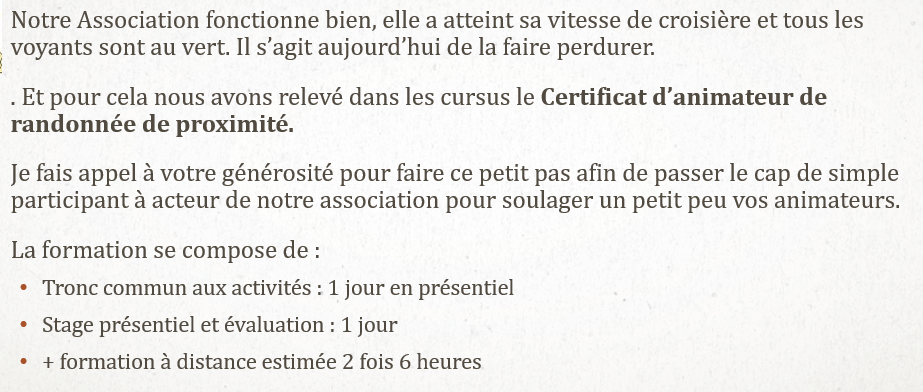 Notre Association fonctionne bien, elle a atteint sa vitesse de croisière et tous les
voyants sont au vert. Il s’agit aujourd’hui de la faire perdurer.
. Et pour cela nous avons relevé dans les cursus le Certificat d’animateur de
randonnée de proximité.
Je fais appel à votre générosité pour faire ce petit pas afin de passer le cap de simple
participant à acteur de notre association pour soulager un petit peu vos animateurs.
La formation se compose de :
• Tronc commun aux activités : 1 jour en présentiel
• Stage présentiel et évaluation : 1 jour
• + formation à distance estimée 2 fois 6 heures